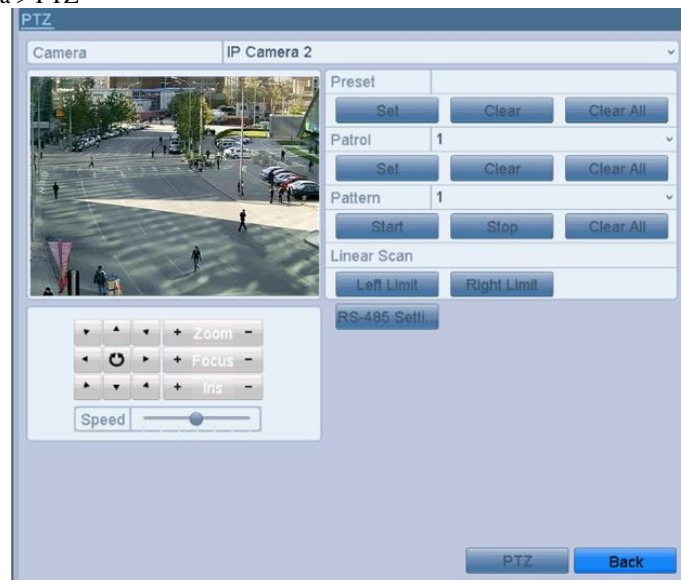 a > PTZ
PTZ
Camera IP Camera 2
Preset
Set Clear Clear All
Patrol 1
Set Clear Clear All
Pattern 1
Start Stop Clear All
Linear Scan
Left Limit Right Limit
RS-485 Setti...
+ Zoom -
+ Focus -
+ Iris -
Speed
PTZ Back